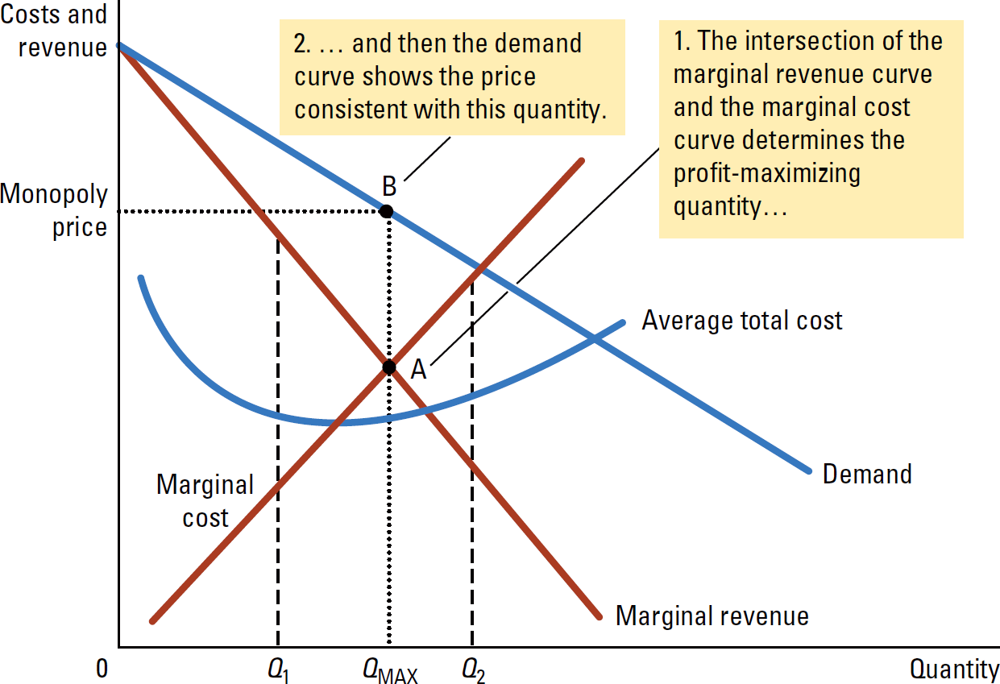 Costs and
revenue
2. … and then the demand
curve shows the price
consistent with this quantity.
1. The intersection of the
marginal revenue curve
and the marginal cost
curve determines the
profit-maximizing
quantity…
Monopoly
price
B
A
Average total cost
Marginal
cost
Demand
Marginal revenue
0
Q1
QMAX
Q2
Quantity